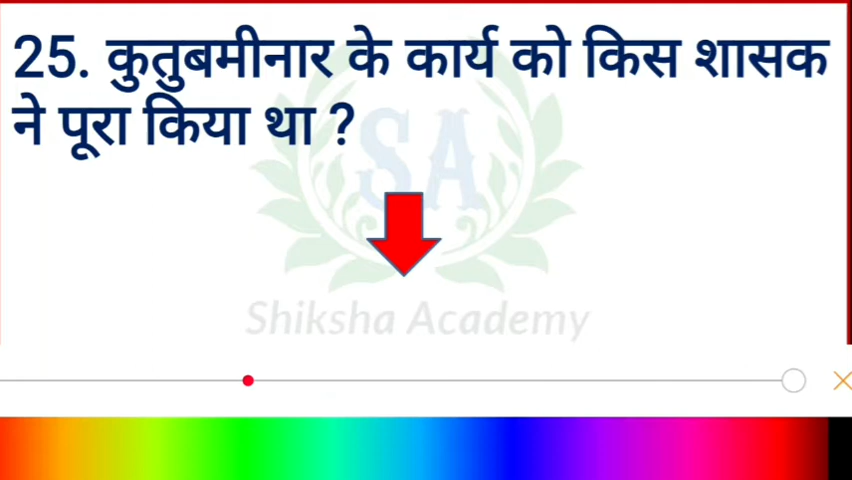 25. कुतुबमीनार के कार्य को किस शासक
ने पूरा किया था ?
SA
Shiksha Academy